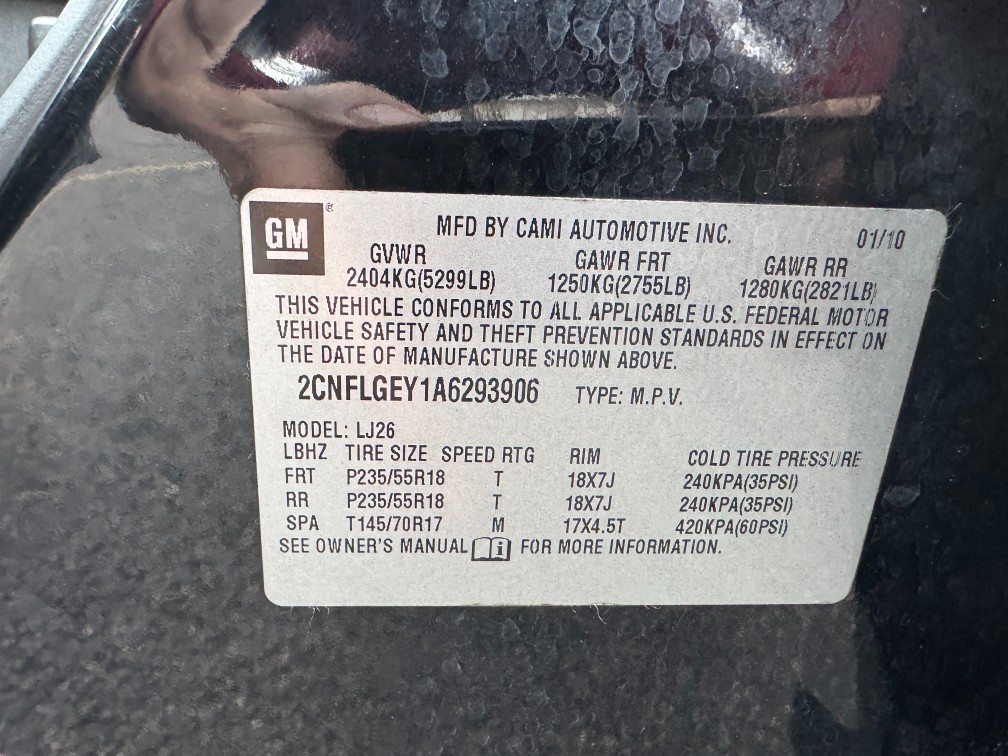 GM ®
MFD BY CAMI AUTOMOTIVE INC. 01/10
GVWR GAWR FRT GAWR RR
2404KG(5299LB) 1250KG(2755LB) 1280KG(2821LB)
THIS VEHICLE CONFORMS TO ALL APPLICABLE U.S. FEDERAL MOTOR
VEHICLE SAFETY AND THEFT PREVENTION STANDARDS IN EFFECT ON
THE DATE OF MANUFACTURE SHOWN ABOVE.
2CNFLGEY1A6293906 TYPE: M.P.V.
MODEL: LJ26
LBHZ TIRE SIZE SPEED RTG RIM COLD TIRE PRESSURE
FRT P235/55R18 T 18X7J 240KPA(35PSI)
RR P235/55R18 T 18X7J 240KPA(35PSI)
SPA T145/70R17 M 17X4.5T 420KPA(60PSI)
SEE OWNER'S MANUAL i FOR MORE INFORMATION.